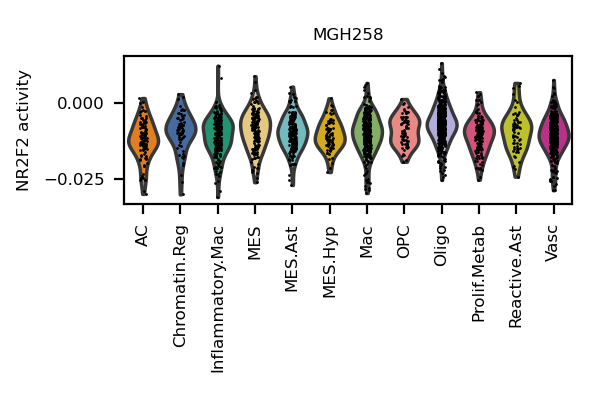 MGH258
NR2F2 activity
0.000
−0.025
AC
Chromatin.Reg
Inflammatory.Mac
MES
MES.Ast
MES.Hyp
Mac
OPC
Oligo
Prolif.Metab
Reactive.Ast
Vasc